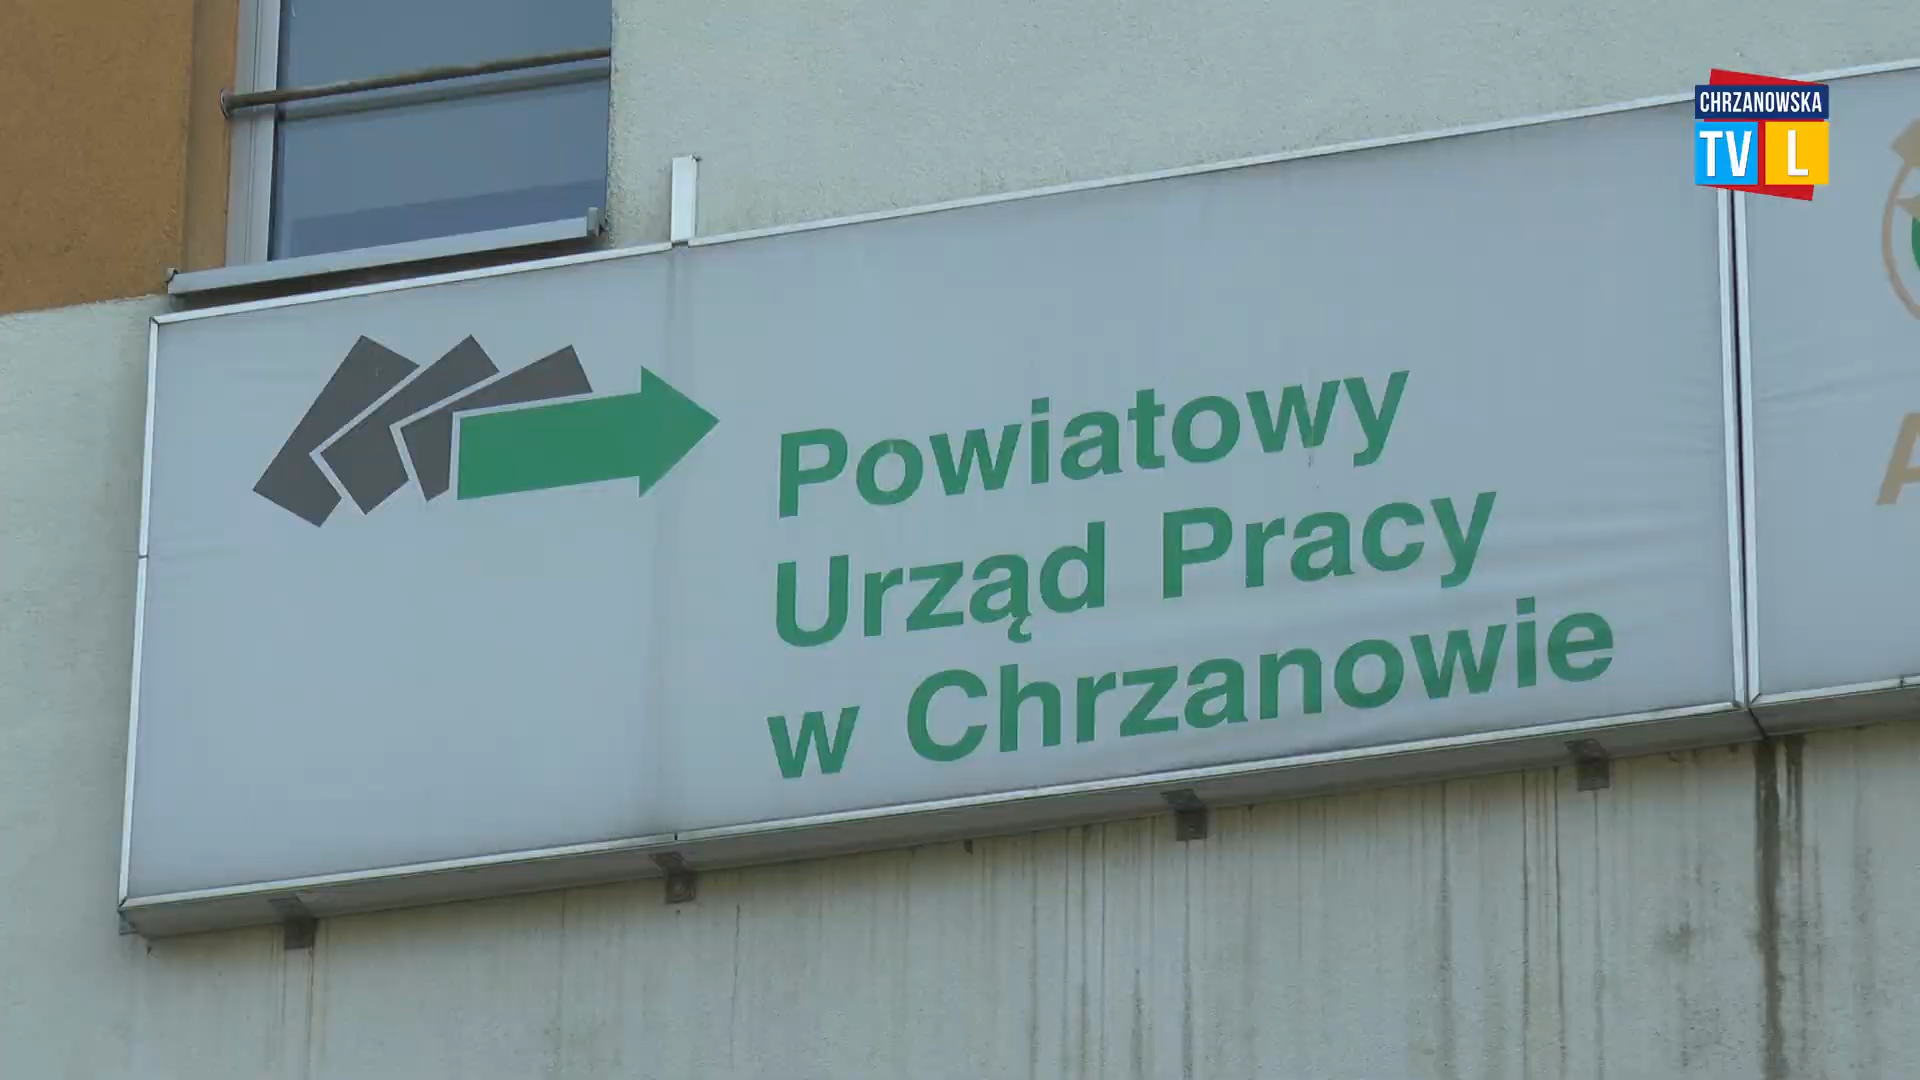 CHRZANOWSKA
TV L
Powiatowy
Urząd Pracy
w Chrzanowie